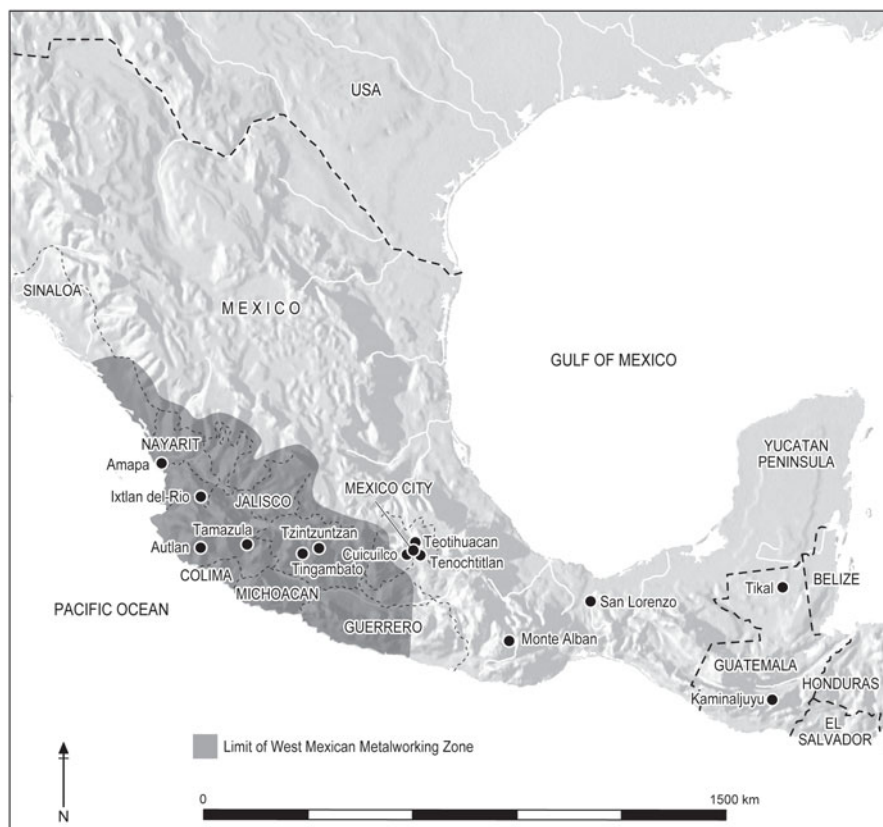 USA
SINALOA
MEXICO
GULF OF MEXICO
NAYARIT
Amapa
YUCATAN
PENINSULA
MEXICO CITY
Ixtlan del-Rio
JALISCO
Tamazula
Tzintzuntzan
Teotihuacan
Autlan
Cuicuilco
Tenochtitlan
Tingambato
COLIMA
MICHOACAN
Tikal
BELIZE
PACIFIC OCEAN
San Lorenzo
GUERRERO
Monte Alban
GUATEMALA
HONDURAS
Kaminaljuyu
EL
SALVADOR
Limit of West Mexican Metalworking Zone
N
0
1500 km